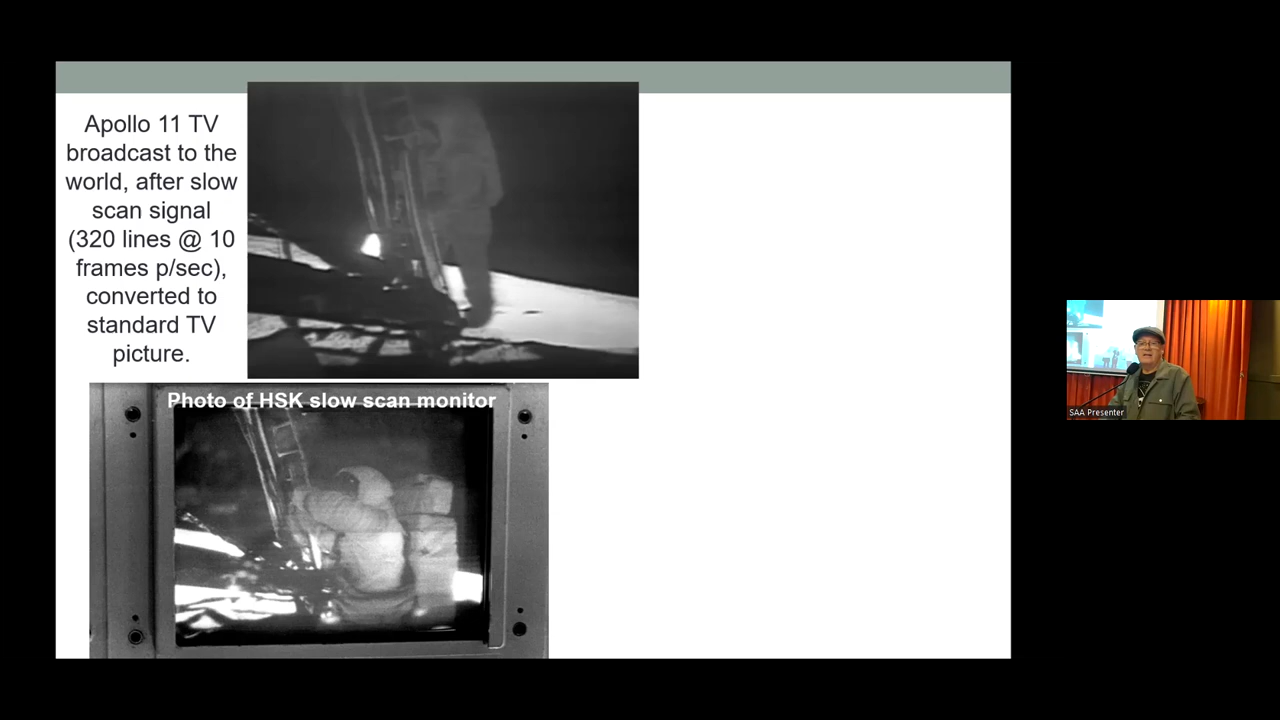 Apollo 11 TV
broadcast to the
world, after slow
scan signal
(320 lines @ 10
frames p/sec),
converted to
standard TV
picture.
Photo of HSK slow scan monitor
SAA Presenter